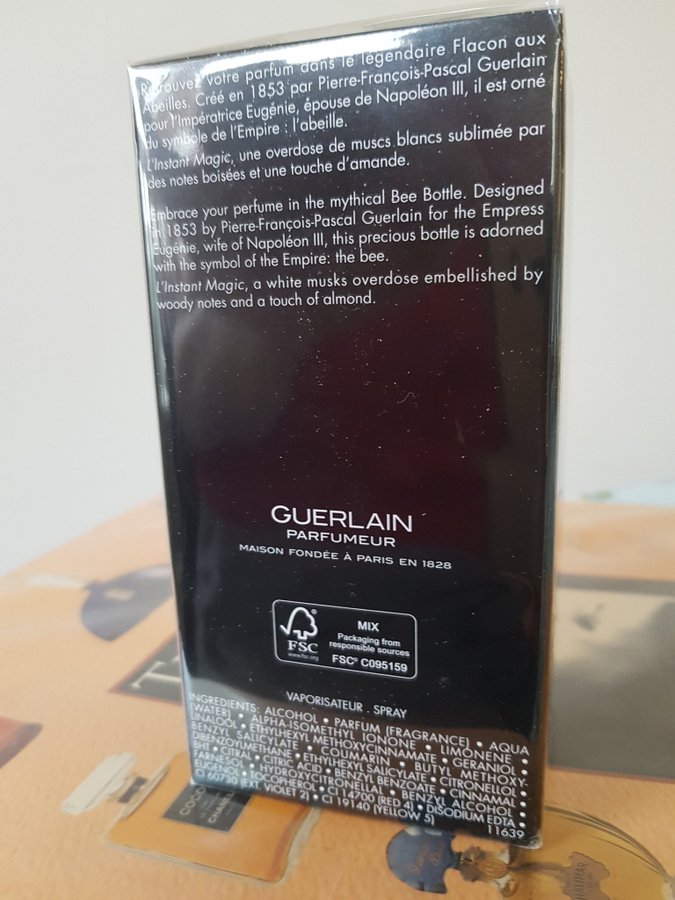 Retrouvez votre parfum dans le légendaire Flacon aux
Abeilles. Créé en 1853 par Pierre-François-Pascal Guerlain
pour l'Impératrice Eugénie, épouse de Napoléon III, il est orné
du symbole de l'Empire : l'abeille.
L'Instant Magic, une overdose de muscs blancs sublimée par
des notes boisées et une touche d'amande.
Embrace your perfume in the mythical Bee Bottle. Designed
in 1853 by Pierre-François-Pascal Guerlain for the Empress
Eugénie, wife of Napoléon III, this precious bottle is adorned
with the symbol of the Empire: the bee.
L'Instant Magic, a white musks overdose embellished by
woody notes and a touch of almond.
GUERLAIN
PARFUMEUR
MAISON FONDÉE À PARIS EN 1828
FSC
www.fsc.org
MIX
Packaging from
responsible sources
FSC® C095159
VAPORISATEUR . SPRAY
INGREDIENTS: ALCOHOL • PARFUM (FRAGRANCE) • AQUA
(WATER) • ALPHA-ISOMETHYL IONONE • LIMONENE •
LINALOOL • ETHYLHEXYL METHOXYCINNAMATE • GERANIOL •
BENZYL SALICYLATE • COUMARIN • BUTYL METHOXY-
DIBENZOYLMETHANE • ETHYLHEXYL SALICYLATE • CITRONELLOL •
BHT • CITRAL • CITRIC ACID • BENZYL BENZOATE • CINNAMAL •
FARNESOL • HYDROXYCITRONELLAL • BENZYL ALCOHOL •
EUGENOL • TOCOPHEROL • CI 14700 (RED 4) • DISODIUM EDTA •
CI 60730 (EXT. VIOLET 2) • CI 19140 (YELLOW 5)
11639
COCO
CHANEL